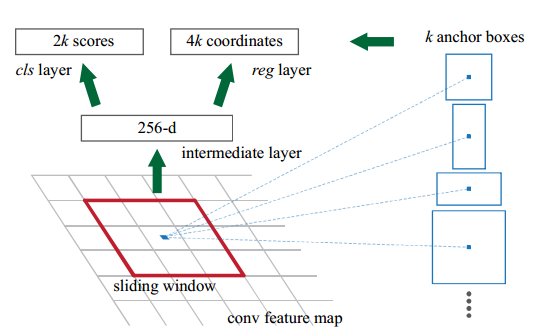 2k scores
4k coordinates
k anchor boxes
cls layer
reg layer
256-d
intermediate layer
sliding window
conv feature map